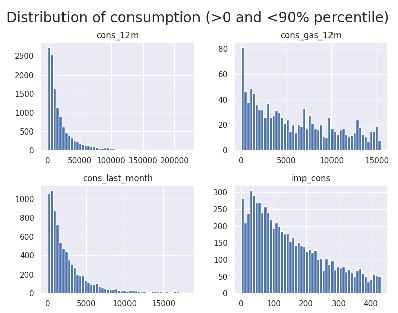 Distribution of consumption (>0 and <90% percentile)
cons_12m
2500
2000
1500
1000
500
0
0 50000 100000 150000 200000
cons_gas_12m
80
60
40
20
0
0 5000 10000 15000
cons_last_month
1000
800
600
400
200
0
0 5000 10000 15000
imp_cons
300
250
200
150
100
50
0
0 100 200 300 400